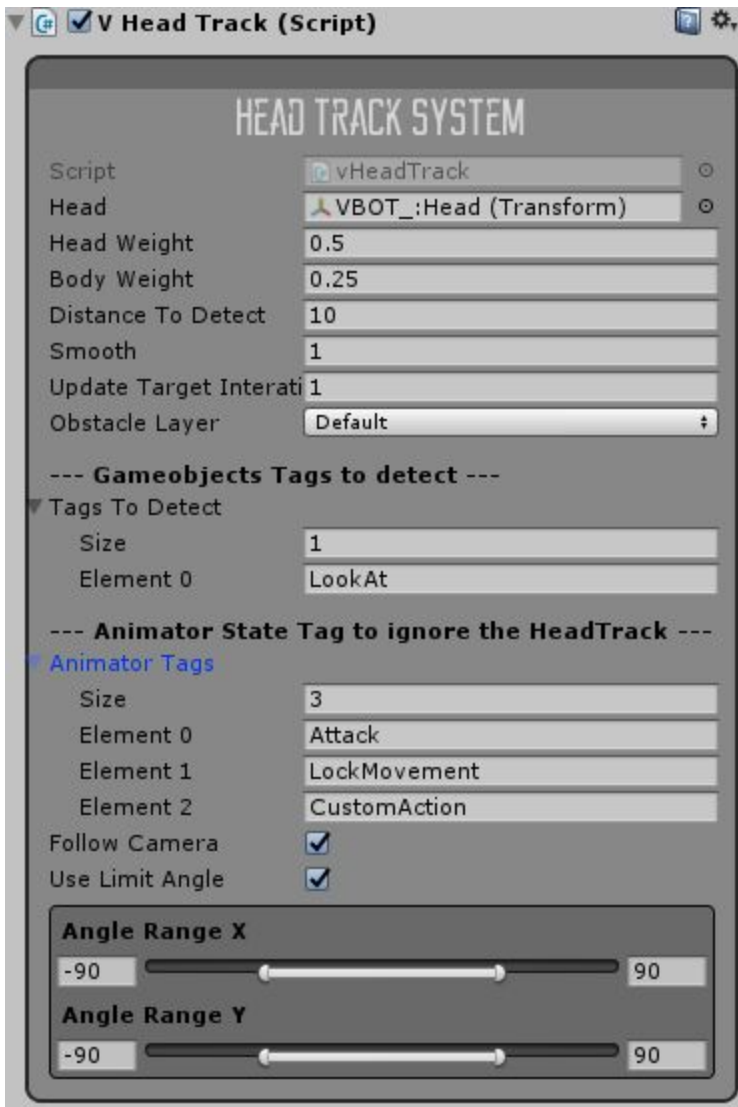 V Head Track (Script)
HEAD TRACK SYSTEM
Script vHeadTrack
Head VBOT_:Head (Transform)
Head Weight 0.5
Body Weight 0.25
Distance To Detect 10
Smooth 1
Update Target Interati 1
Obstacle Layer Default
--- Gameobjects Tags to detect ---
Tags To Detect
Size 1
Element 0 LookAt
--- Animator State Tag to ignore the HeadTrack ---
Animator Tags
Size 3
Element 0 Attack
Element 1 LockMovement
Element 2 CustomAction
Follow Camera
Use Limit Angle
Angle Range X
-90 90
Angle Range Y
-90 90